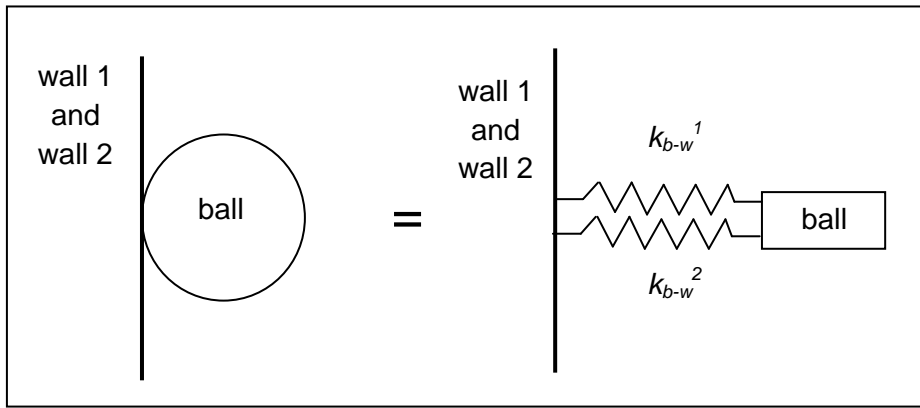 wall 1
and
wall 2
ball
=
wall 1
and
wall 2
k_{b-w}^1
ball
k_{b-w}^2